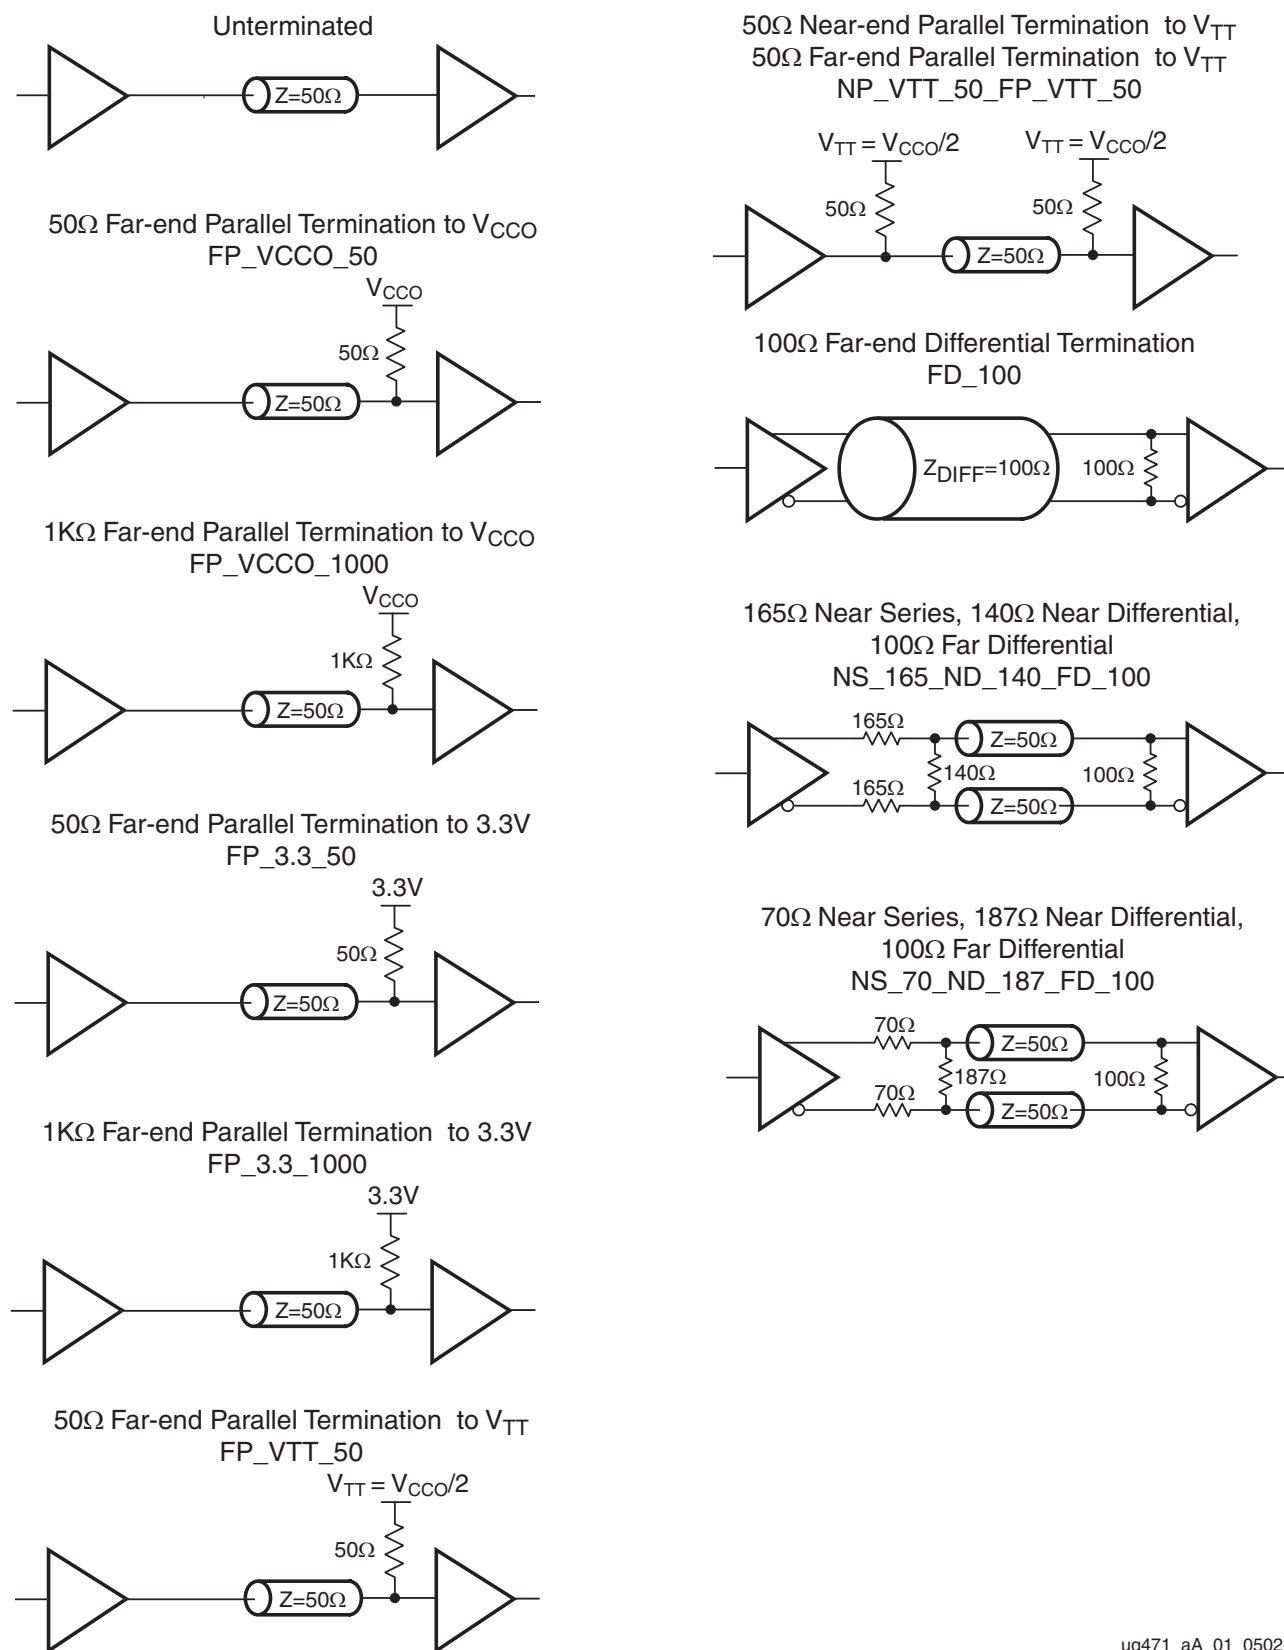 Unterminated
Z=50Ω
50Ω Far-end Parallel Termination to VCCO
FP_VCCO_50
VCCO
50Ω
Z=50Ω
1KΩ Far-end Parallel Termination to VCCO
FP_VCCO_1000
VCCO
1KΩ
Z=50Ω
50Ω Far-end Parallel Termination to 3.3V
FP_3.3_50
3.3V
50Ω
Z=50Ω
1KΩ Far-end Parallel Termination to 3.3V
FP_3.3_1000
3.3V
1KΩ
Z=50Ω
50Ω Far-end Parallel Termination to VTT
FP_VTT_50
VTT = VCCO/2
50Ω
Z=50Ω
50Ω Near-end Parallel Termination to VTT
50Ω Far-end Parallel Termination to VTT
NP_VTT_50_FP_VTT_50
VTT = VCCO/2 VTT = VCCO/2
50Ω 50Ω
Z=50Ω
100Ω Far-end Differential Termination
FD_100
ZDIFF=100Ω 100Ω
165Ω Near Series, 140Ω Near Differential,
100Ω Far Differential
NS_165_ND_140_FD_100
165Ω
Z=50Ω
140Ω 100Ω
165Ω
Z=50Ω
70Ω Near Series, 187Ω Near Differential,
100Ω Far Differential
NS_70_ND_187_FD_100
70Ω
Z=50Ω
187Ω 100Ω
70Ω
Z=50Ω
ug471_aA_01_0502